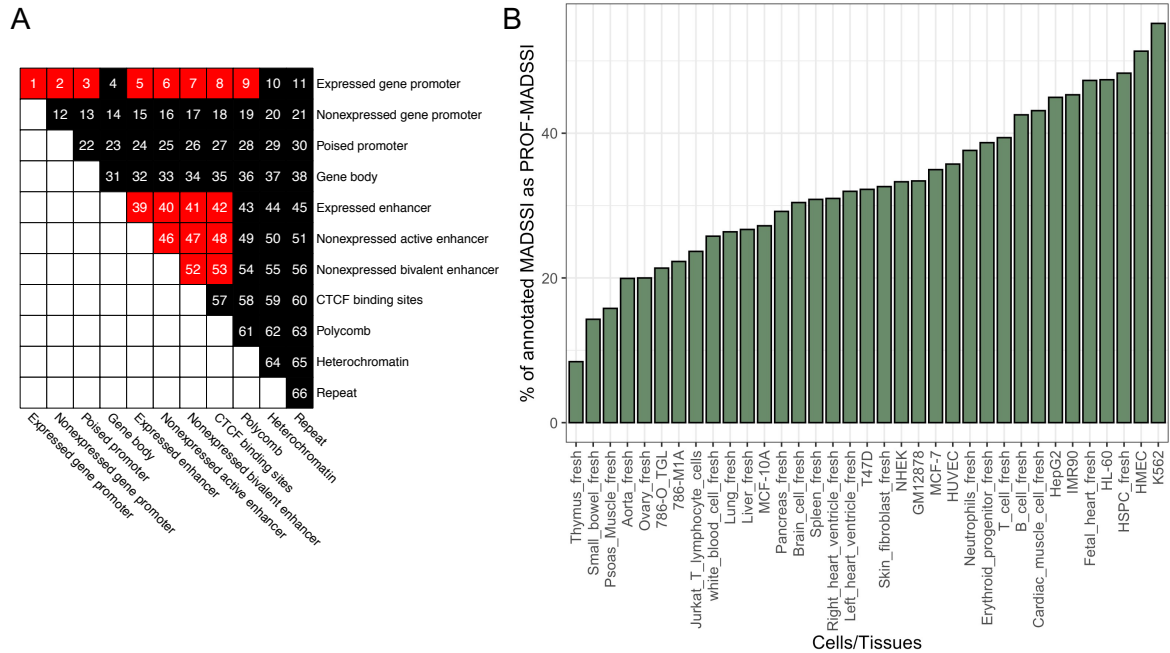 A
1 2 3 4 5 6 7 8 9 10 11 Expressed gene promoter
12 13 14 15 16 17 18 19 20 21 Nonexpressed gene promoter
22 23 24 25 26 27 28 29 30 Poised promoter
31 32 33 34 35 36 37 38 Gene body
39 40 41 42 43 44 45 Expressed enhancer
46 47 48 49 50 51 Nonexpressed active enhancer
52 53 54 55 56 Nonexpressed bivalent enhancer
57 58 59 60 CTCF binding sites
61 62 63 Polycomb
64 65 Heterochromatin
66 Repeat
Expressed gene promoter
Nonexpressed gene promoter
Poised promoter
Gene body
Expressed enhancer
Nonexpressed active enhancer
Nonexpressed bivalent enhancer
CTCF binding sites
Polycomb
Heterochromatin
Repeat
B
% of annotated MADSSI as PROF-MADSSI
40
20
0
Thymus_fresh
Small_bowel_fresh
Psoas_Muscle_fresh
Aorta_fresh
Ovary_fresh
786-O_TGL
786-M1A
Jurkat_T_lymphocyte_cells
white_blood_cell_fresh
Lung_fresh
Liver_fresh
MCF-10A
Pancreas_fresh
Brain_cell_fresh
Spleen_fresh
Right_heart_ventricle_fresh
Left_heart_ventricle_fresh
T47D
Skin_fibroblast_fresh
NHEK
GM12878
MCF-7
HUVEC
Neutrophils_fresh
Erythroid_progenitor_fresh
T_cell_fresh
B_cell_fresh
Cardiac_muscle_cell_fresh
HepG2
IMR90
Fetal_heart_fresh
HL-60
HSPC_fresh
HMEC
K562
Cells/Tissues